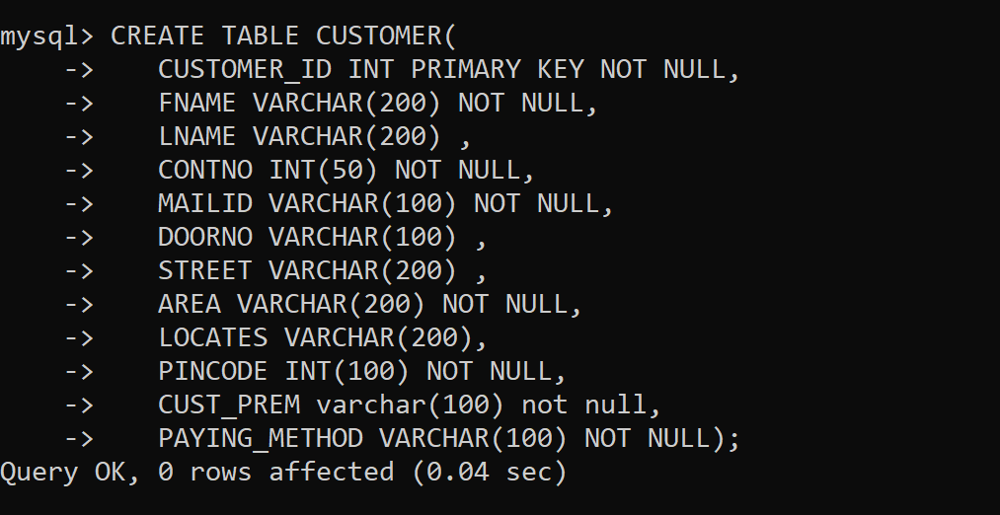 mysql> CREATE TABLE CUSTOMER(
    ->    CUSTOMER_ID INT PRIMARY KEY NOT NULL,
    ->    FNAME VARCHAR(200) NOT NULL,
    ->    LNAME VARCHAR(200) ,
    ->    CONTNO INT(50) NOT NULL,
    ->    MAILID VARCHAR(100) NOT NULL,
    ->    DOORNO VARCHAR(100) ,
    ->    STREET VARCHAR(200) ,
    ->    AREA VARCHAR(200) NOT NULL,
    ->    LOCATES VARCHAR(200),
    ->    PINCODE INT(100) NOT NULL,
    ->    CUST_PREM varchar(100) not null,
    ->    PAYING_METHOD VARCHAR(100) NOT NULL);
Query OK, 0 rows affected (0.04 sec)